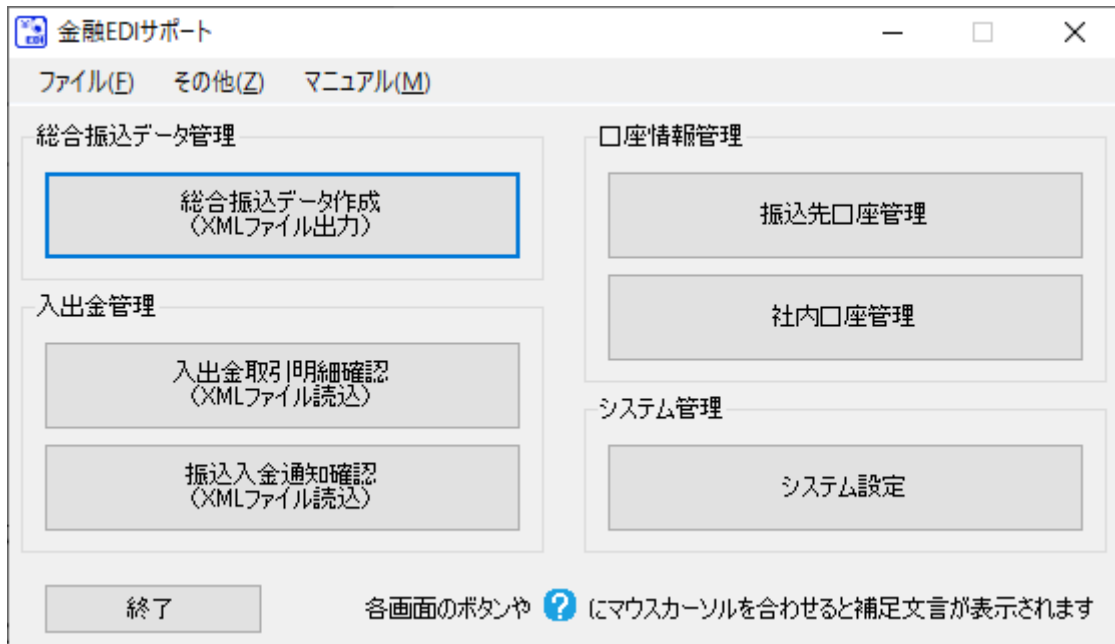 金融EDIサポート
ファイル(F) その他(Z) マニュアル(M)
総合振込データ管理
総合振込データ作成
（XMLファイル出力）
入出金管理
入出金取引明細確認
（XMLファイル読込）
振込入金通知確認
（XMLファイル読込）
口座情報管理
振込先口座管理
社内口座管理
システム管理
システム設定
終了
各画面のボタンや ? にマウスカーソルを合わせると補足文言が表示されます